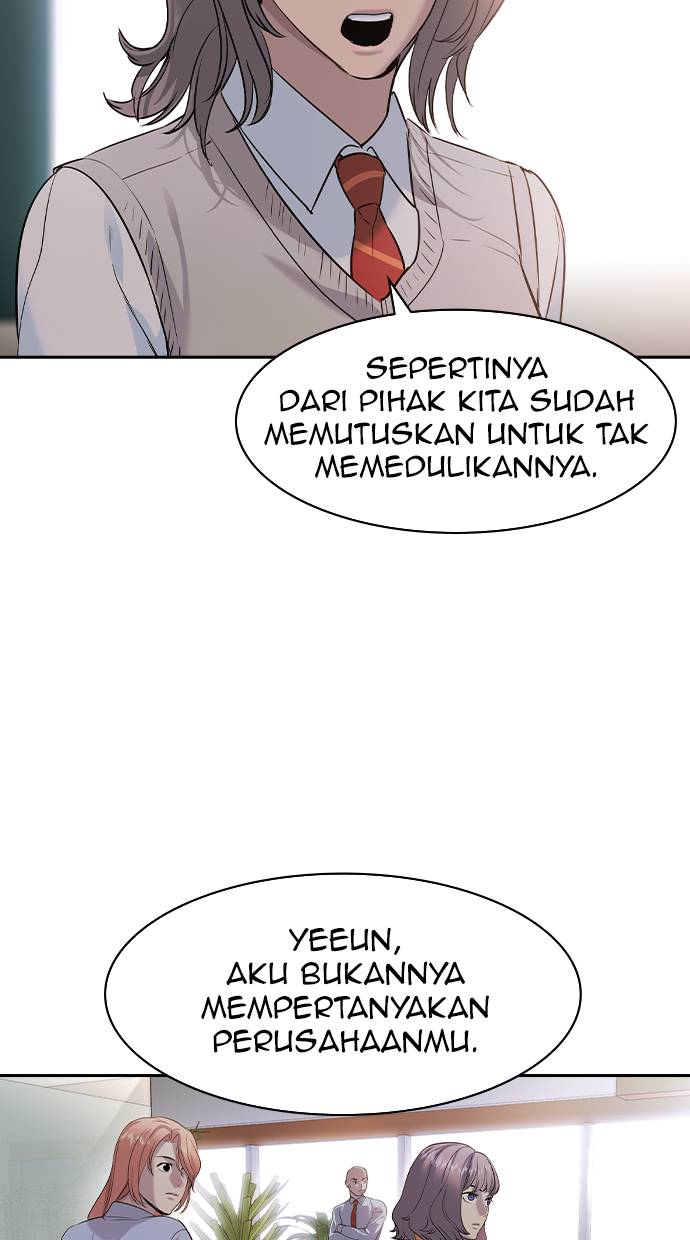 SEPERTINYA
DARI PIHAK KITA SUDAH
MEMUTUSKAN UNTUK TAK
MEMEDULIKANNYA.
YEEUN,
AKU BUKANNYA
MEMPERTANYAKAN
PERUSAHAANMU.